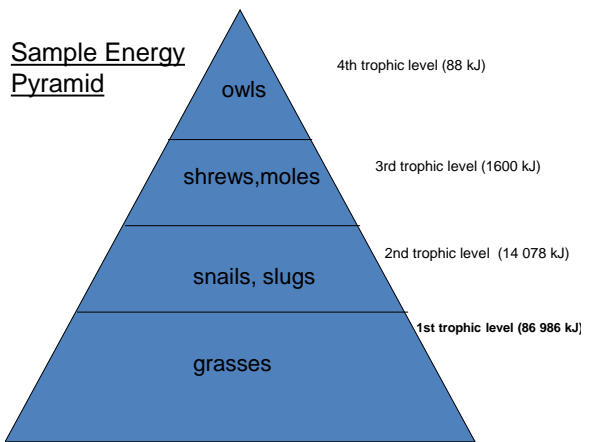 Sample Energy
Pyramid
4th trophic level (88 kJ)
owls
3rd trophic level (1600 kJ)
shrews,moles
2nd trophic level (14 078 kJ)
snails, slugs
1st trophic level (86 986 kJ)
grasses